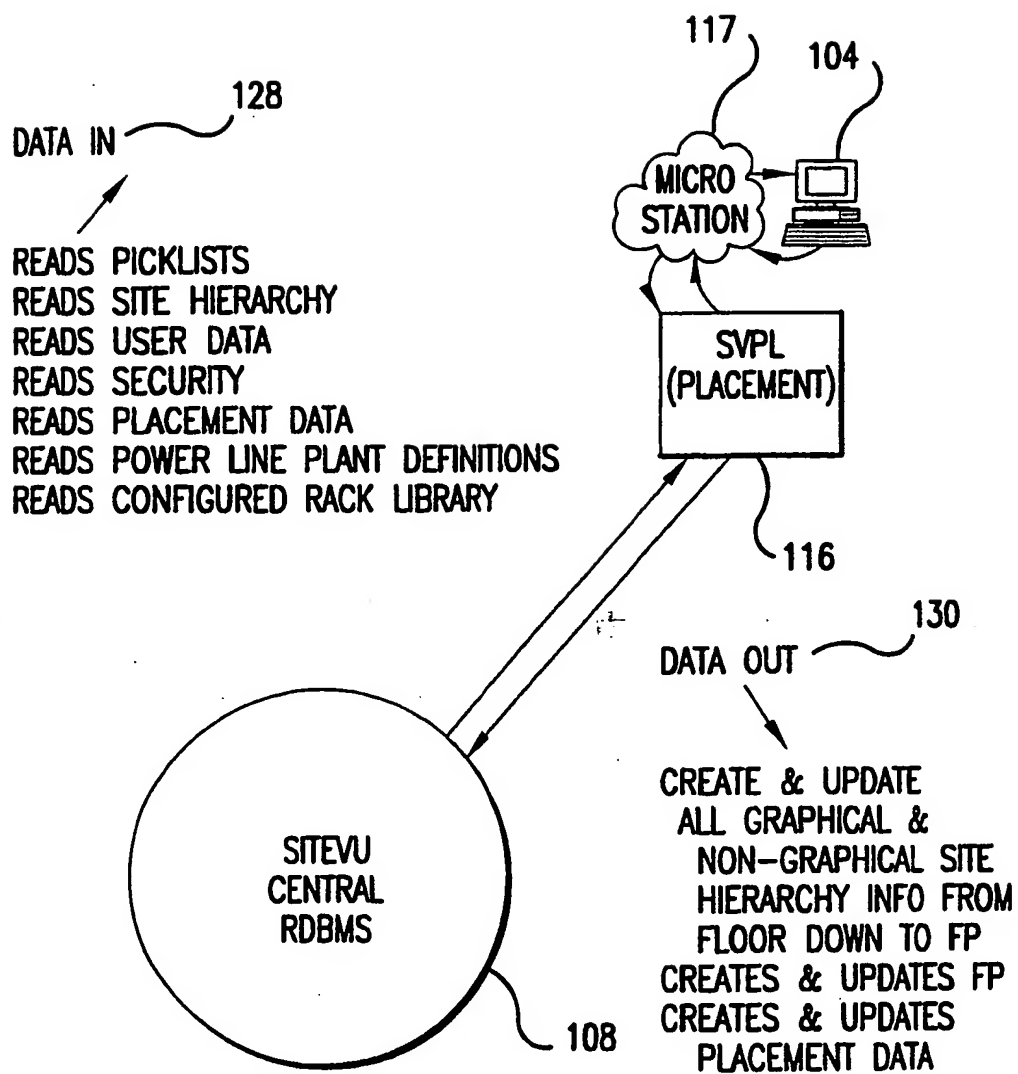 117
104
128
DATA IN
MICRO
STATION
READS PICKLISTS
READS SITE HIERARCHY
READS USER DATA
READS SECURITY
READS PLACEMENT DATA
READS POWER LINE PLANT DEFINITIONS
READS CONFIGURED RACK LIBRARY
SVPL
(PLACEMENT)
116
130
DATA OUT
CREATE & UPDATE
ALL GRAPHICAL &
NON-GRAPHICAL SITE
HIERARCHY INFO FROM
FLOOR DOWN TO FP
CREATES & UPDATES FP
CREATES & UPDATES
PLACEMENT DATA
SITEVU
CENTRAL
RDBMS
108